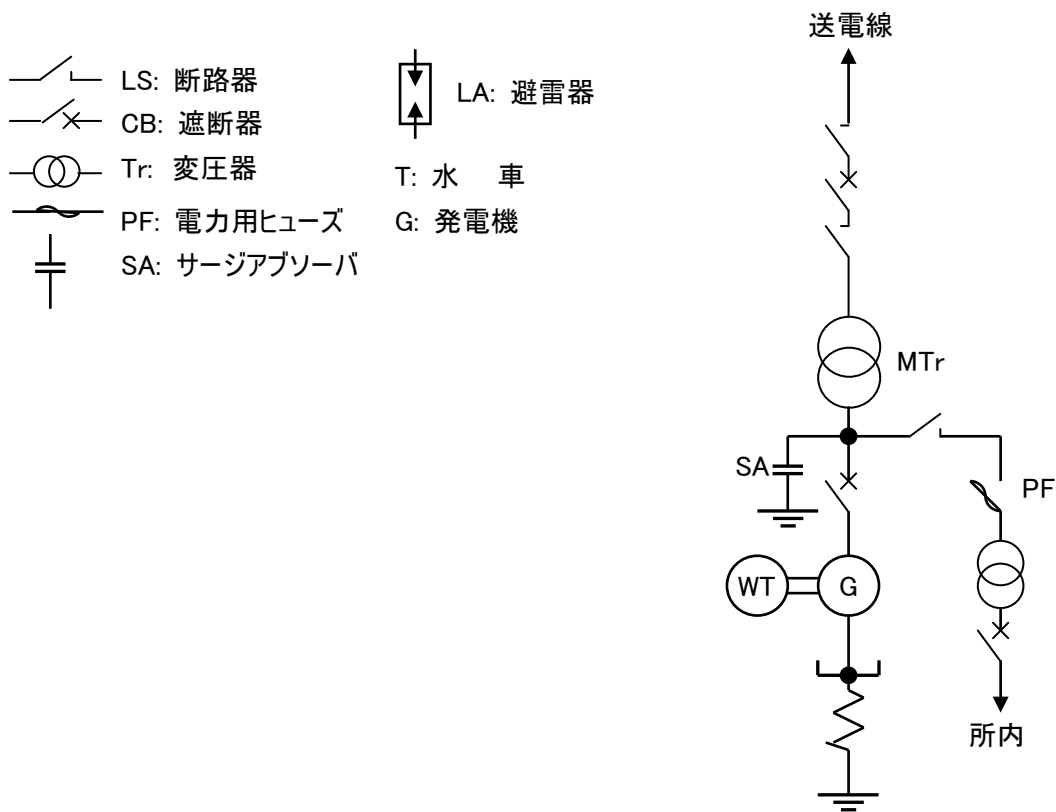 LS: 断路器
CB: 遮断器
Tr: 変圧器
PF: 電力用ヒューズ
SA: サージアブソーバ
LA: 避雷器
T: 水　車
G: 発電機
送電線
MTr
SA
PF
WT
G
所内